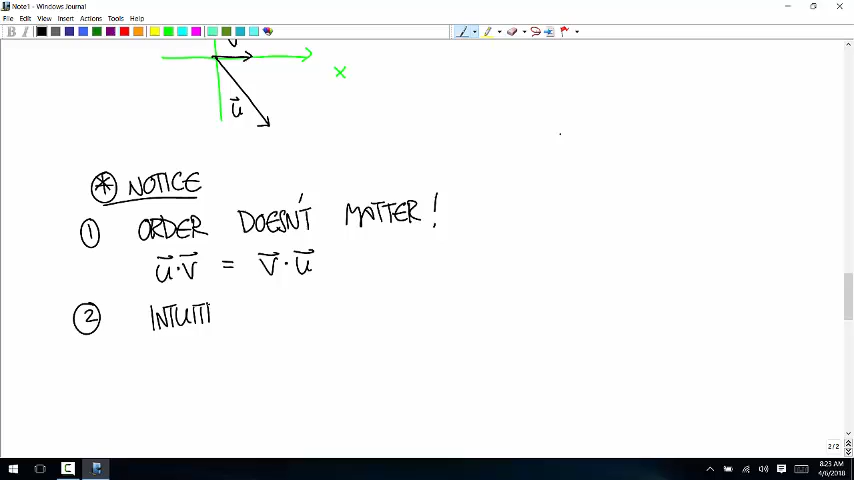 Note1 - Windows Journal
File Edit View Insert Actions Tools Help
B I
v
x
u⃗
* NOTICE
① ORDER DOESN'T MATTER!
u⃗·v⃗ = v⃗·u⃗
② INTUITI
2/2
8:23 AM
4/6/2018